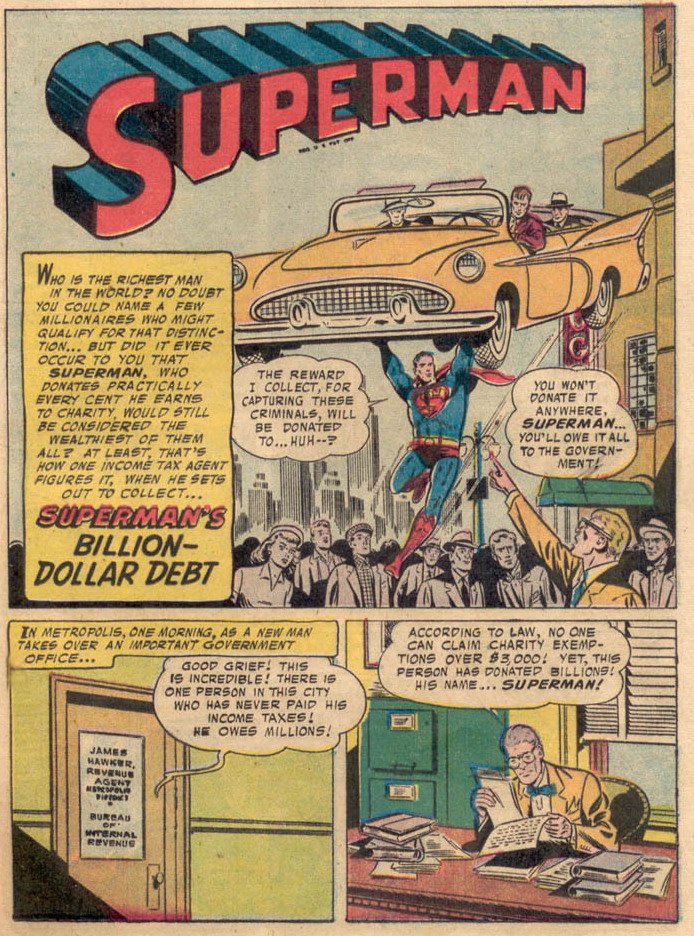 SUPERMAN
REG. U.S. PAT. OFF.
WHO IS THE RICHEST MAN
IN THE WORLD? NO DOUBT
YOU COULD NAME A FEW
MILLIONAIRES WHO MIGHT
QUALIFY FOR THAT DISTINC-
TION... BUT DID IT EVER
OCCUR TO YOU THAT
SUPERMAN, WHO
DONATES PRACTICALLY
EVERY CENT HE EARNS
TO CHARITY, WOULD STILL
BE CONSIDERED THE
WEALTHIEST OF THEM
ALL? AT LEAST, THAT'S
HOW ONE INCOME TAX AGENT
FIGURES IT, WHEN HE SETS
OUT TO COLLECT...
SUPERMAN'S
BILLION-
DOLLAR DEBT
THE REWARD
I COLLECT, FOR
CAPTURING THESE
CRIMINALS, WILL
BE DONATED
TO...HUH--?
YOU WON'T
DONATE IT
ANYWHERE,
SUPERMAN...
YOU'LL OWE IT ALL
TO THE GOVERN-
MENT!
IN METROPOLIS, ONE MORNING, AS A NEW MAN
TAKES OVER AN IMPORTANT GOVERNMENT
OFFICE...
GOOD GRIEF! THIS
IS INCREDIBLE! THERE IS
ONE PERSON IN THIS CITY
WHO HAS NEVER PAID HIS
INCOME TAXES!
HE OWES MILLIONS!
JAMES
HAWKER,
REVENUE
AGENT
METROPOLIS
DISTRICT
BUREAU
OF
INTERNAL
REVENUE
ACCORDING TO LAW, NO ONE
CAN CLAIM CHARITY EXEMP-
TIONS OVER $3,000! YET, THIS
PERSON HAS DONATED BILLIONS!
HIS NAME... SUPERMAN!